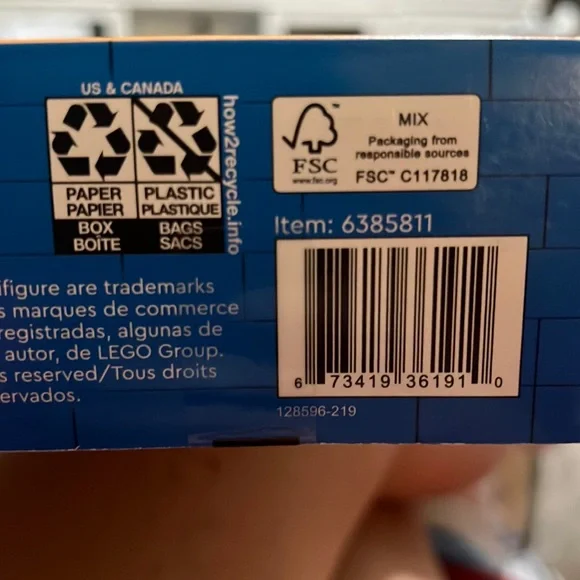 US & CANADA
PAPER
PAPIER
BOX
BOÎTE
PLASTIC
PLASTIQUE
BAGS
SACS
how2recycle.info
FSC
www.fsc.org
MIX
Packaging from
responsible sources
FSC™ C117818
Item: 6385811
6 73419 36191 0
128596-219
ifigure are trademarks
s marques de commerce
registradas, algunas de
autor, de LEGO Group.
s reserved/Tous droits
ervados.